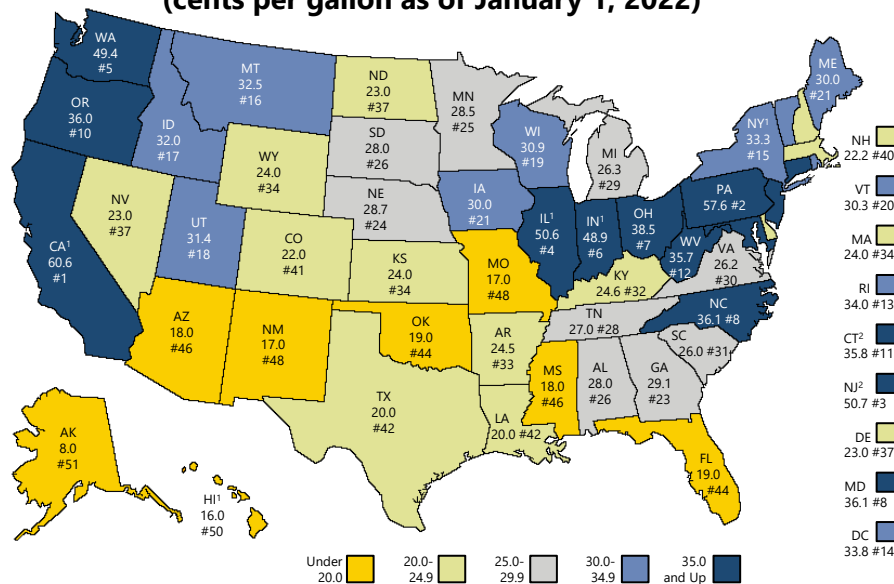 (cents per gallon as of January 1, 2022)
WA
49.4
#5
OR
36.0
#10
CA¹
60.6
#1
NV
23.0
#37
ID
32.0
#17
MT
32.5
#16
WY
24.0
#34
UT
31.4
#18
CO
22.0
#41
AZ
18.0
#46
NM
17.0
#48
ND
23.0
#37
SD
28.0
#26
NE
28.7
#24
KS
24.0
#34
OK
19.0
#44
TX
20.0
#42
MN
28.5
#25
IA
30.0
#21
MO
17.0
#48
AR
24.5
#33
LA
20.0 #42
WI
30.9
#19
IL¹
50.6
#4
MI
26.3
#29
IN¹
48.9
#6
OH
38.5
#7
KY
24.6 #32
TN
27.0 #28
MS
18.0
#46
AL
28.0
#26
GA
29.1
#23
FL
19.0
#44
SC
26.0 #31
NC
36.1 #8
VA
26.2
#30
WV
35.7
#12
PA
57.6 #2
NY¹
33.3
#15
ME
30.0
#21
NH
22.2 #40
VT
30.3 #20
MA
24.0 #34
RI
34.0 #13
CT²
35.8 #11
NJ²
50.7 #3
DE
23.0 #37
MD
36.1 #8
DC
33.8 #14
AK
8.0
#51
HI¹
16.0
#50
Under
20.0
20.0-
24.9
25.0-
29.9
30.0-
34.9
35.0
and Up